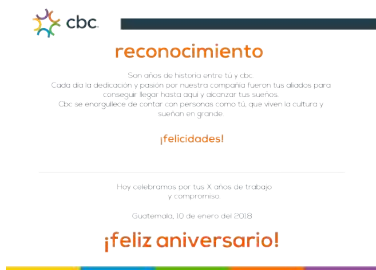 cbc
reconocimiento
Son años de historia entre tú y cbc.
Cada día la dedicación y pasión por nuestra compañía fueron tus aliados para
conseguir llegar hasta aquí y alcanzar tus sueños.
Cbc se enorgullece de contar con personas como tú, que viven la cultura y
sueñan en grande.
¡felicidades!
Hoy celebramos por tus X años de trabajo
y compromiso.
Guatemala, 10 de enero del 2018
¡feliz aniversario!